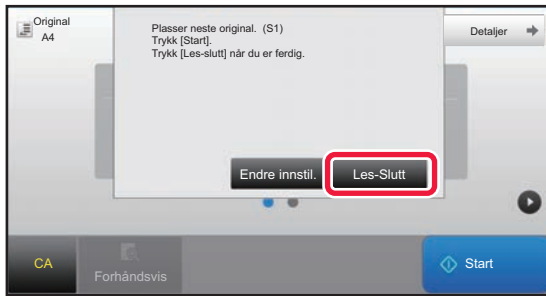 Original
A4
Plasser neste original. (S1)
Trykk [Start].
Trykk [Les-slutt] når du er ferdig.
Detaljer
Endre innstil.
Les-Slutt
CA
Forhåndsvis
Start